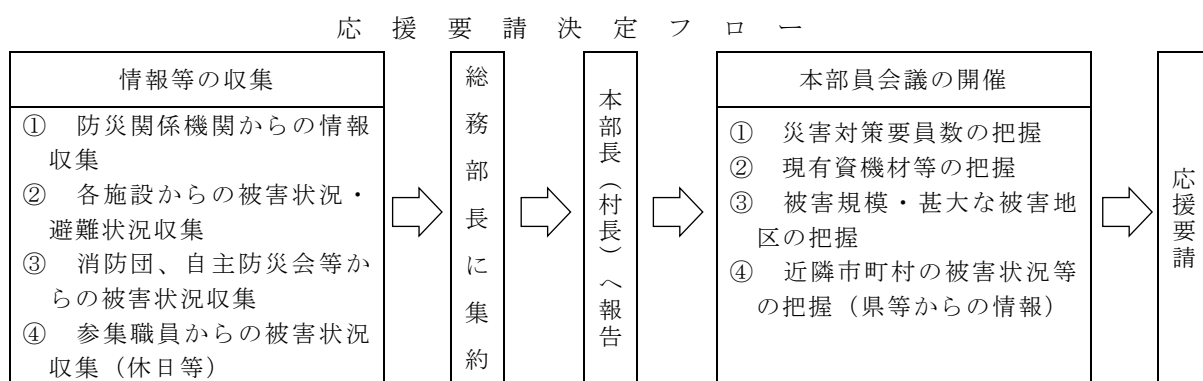 応援要請決定フロー
情報等の収集
① 防災関係機関からの情報
収集
② 各施設からの被害状況・
避難状況収集
③ 消防団、自主防災会等か
らの被害状況収集
④ 参集職員からの被害状況
収集（休日等）
総務部長に集約
本部長（村長）へ報告
本部員会議の開催
① 災害対策要員数の把握
② 現有資機材等の把握
③ 被害規模・甚大な被害地
区の把握
④ 近隣市町村の被害状況等
の把握（県等からの情報）
応援要請